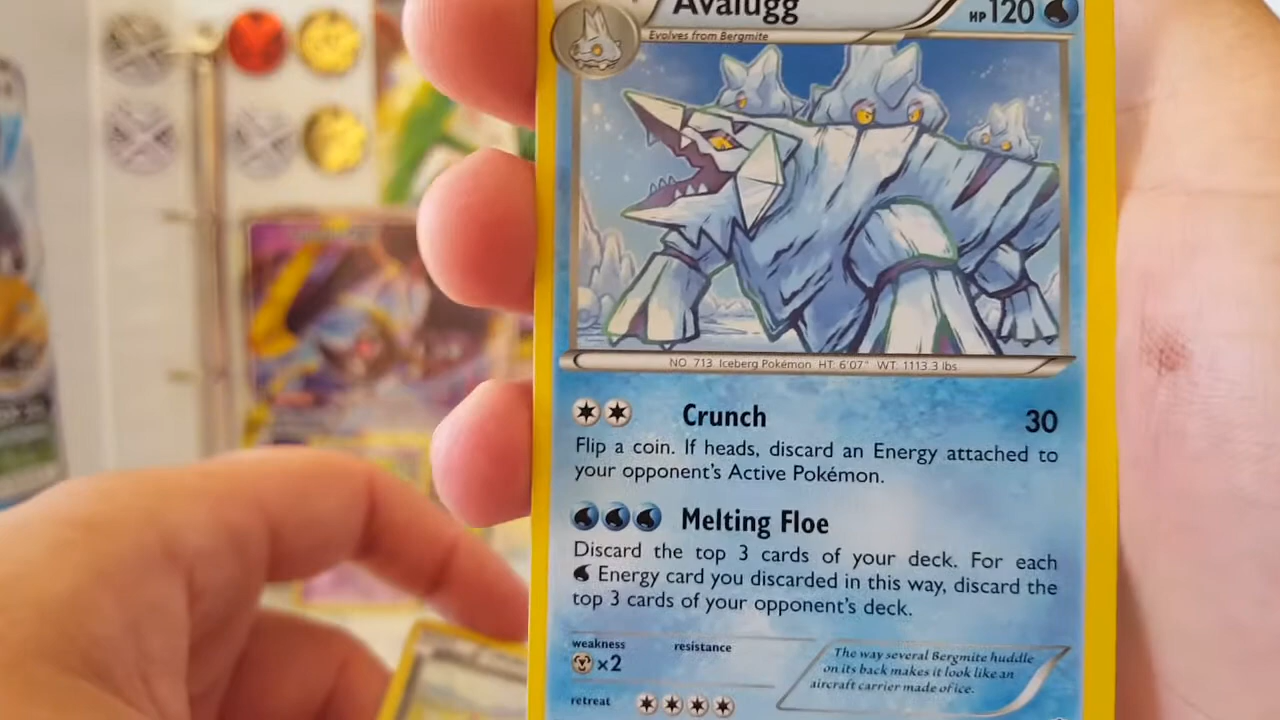 Avalugg
HP 120
Evolves from Bergmite
NO 713 Iceberg Pokémon HT: 6'07" WT: 1113.3 lbs
Crunch 30
Flip a coin. If heads, discard an Energy attached to
your opponent's Active Pokémon.
Melting Floe
Discard the top 3 cards of your deck. For each
Energy card you discarded in this way, discard the
top 3 cards of your opponent's deck.
weakness
×2
resistance
retreat
The way several Bergmite huddle
on its back makes it look like an
aircraft carrier made of ice.